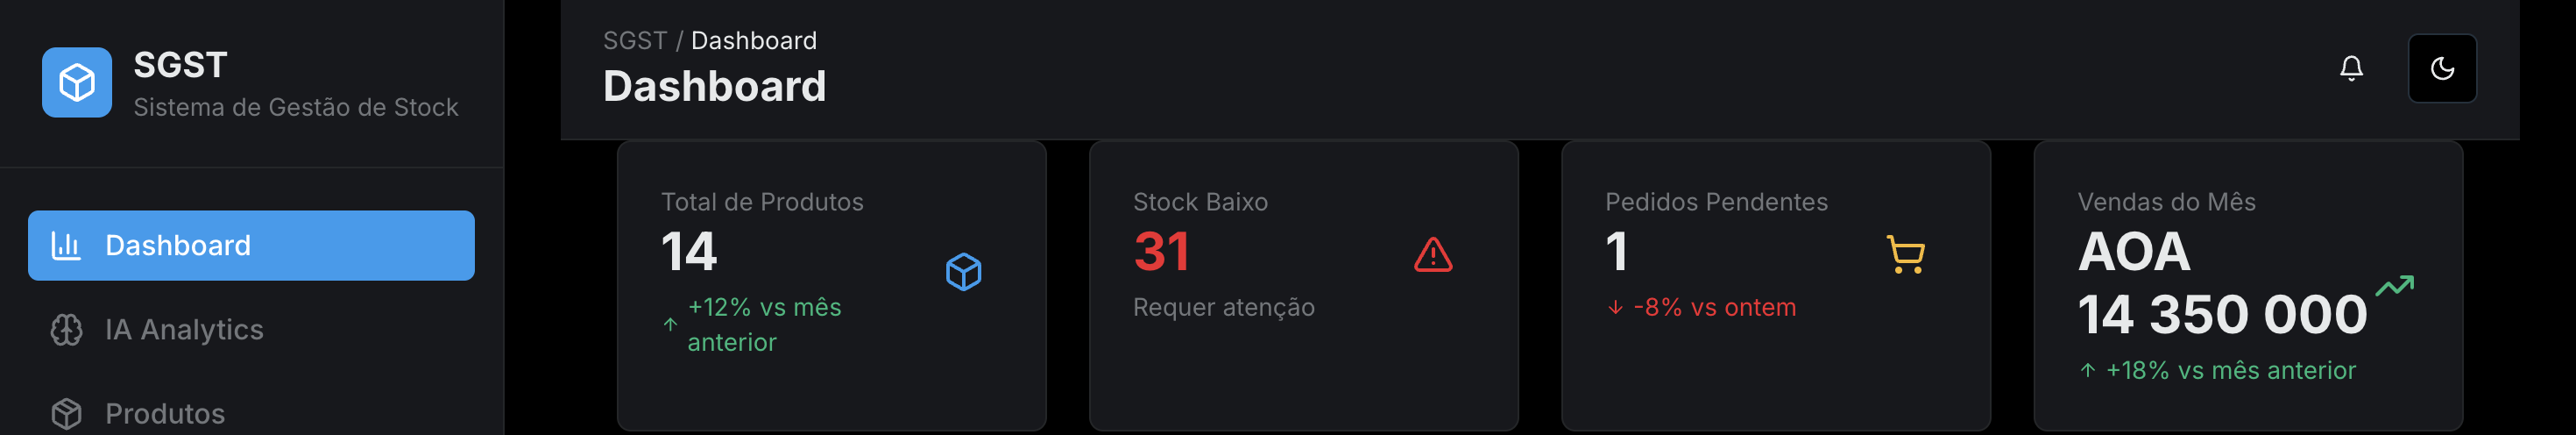 SGST
Sistema de Gestão de Stock
Dashboard
IA Analytics
Produtos
SGST / Dashboard
Dashboard
Total de Produtos
14
+12% vs mês
anterior
Stock Baixo
31
Requer atenção
Pedidos Pendentes
1
-8% vs ontem
Vendas do Mês
AOA
14 350 000
+18% vs mês anterior